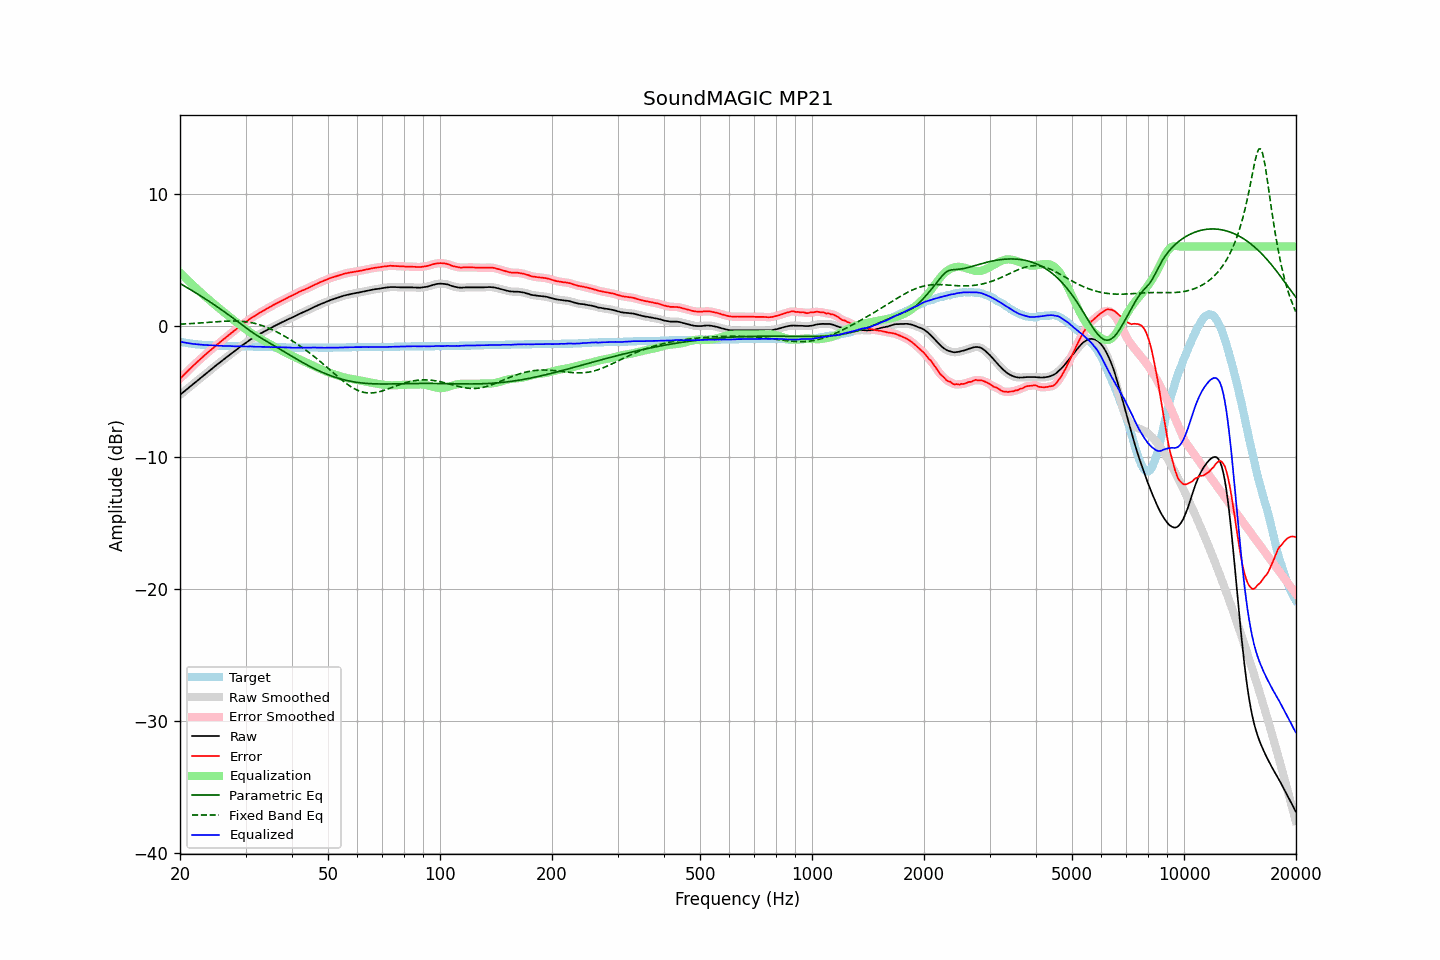 SoundMAGIC MP21
Amplitude (dBr)
10
0
−10
−20
−30
−40
Target
Raw Smoothed
Error Smoothed
Raw
Error
Equalization
Parametric Eq
Fixed Band Eq
Equalized
20 50 100 200 500 1000 2000 5000 10000 20000
Frequency (Hz)